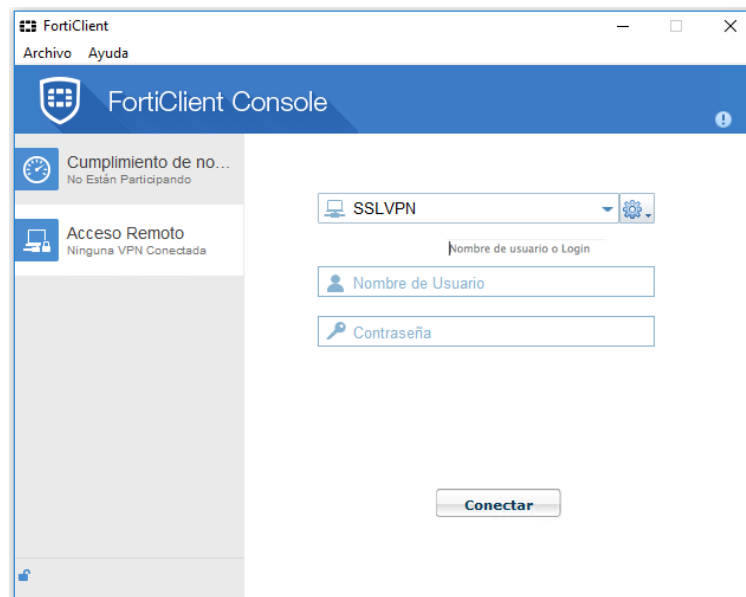 FortiClient
Archivo Ayuda
FortiClient Console
Cumplimiento de no...
No Están Participando
Acceso Remoto
Ninguna VPN Conectada
SSLVPN
Nombre de usuario o Login
Nombre de Usuario
Contraseña
Conectar